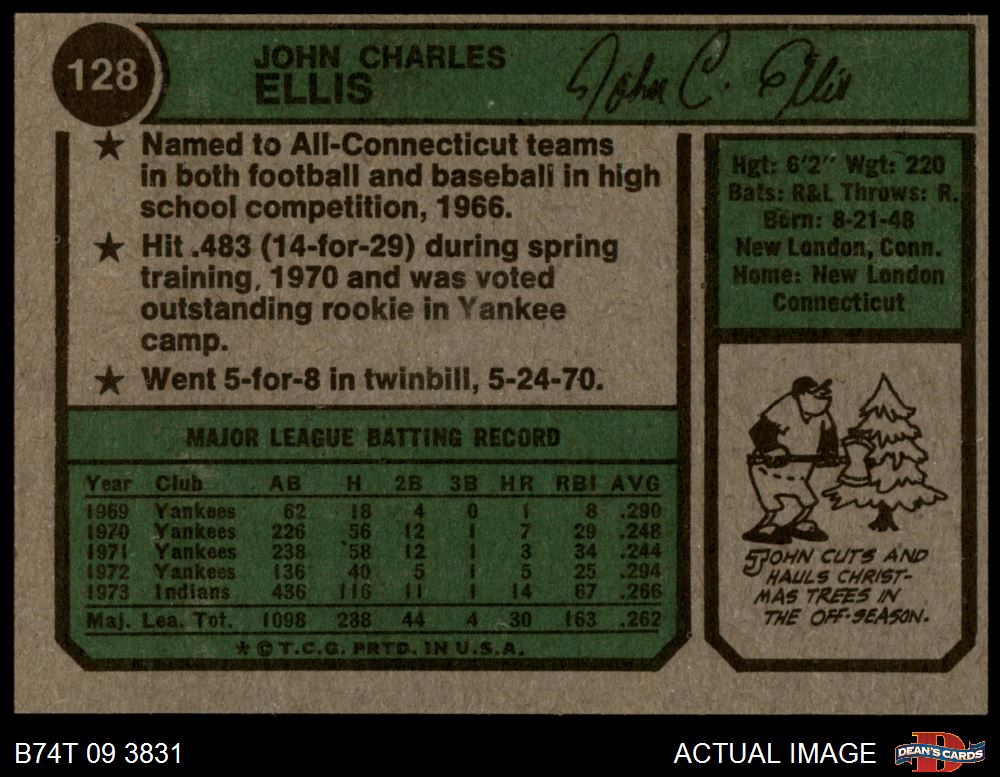 128
JOHN CHARLES
ELLIS
John C. Ellis
★ Named to All-Connecticut teams
in both football and baseball in high
school competition, 1966.
★ Hit .483 (14-for-29) during spring
training, 1970 and was voted
outstanding rookie in Yankee
camp.
★ Went 5-for-8 in twinbill, 5-24-70.
Hgt: 6'2" Wgt: 220
Bats: R&L Throws: R.
Born: 8-21-48
New London, Conn.
Home: New London
Connecticut
MAJOR LEAGUE BATTING RECORD
Year Club AB H 2B 3B HR RBI AVG
1969 Yankees 62 18 4 0 1 8 .290
1970 Yankees 226 56 12 1 7 29 .248
1971 Yankees 238 58 12 1 3 34 .244
1972 Yankees 136 40 5 1 5 25 .294
1973 Indians 436 116 11 1 14 67 .266
Maj. Lea. Tot. 1098 288 44 4 30 163 .262
* © T.C.G. PRTD. IN U.S.A.
JOHN CUTS AND
HAULS CHRIST-
MAS TREES IN
THE OFF-SEASON.
B74T 09 3831
ACTUAL IMAGE
D
DEAN'S CARDS